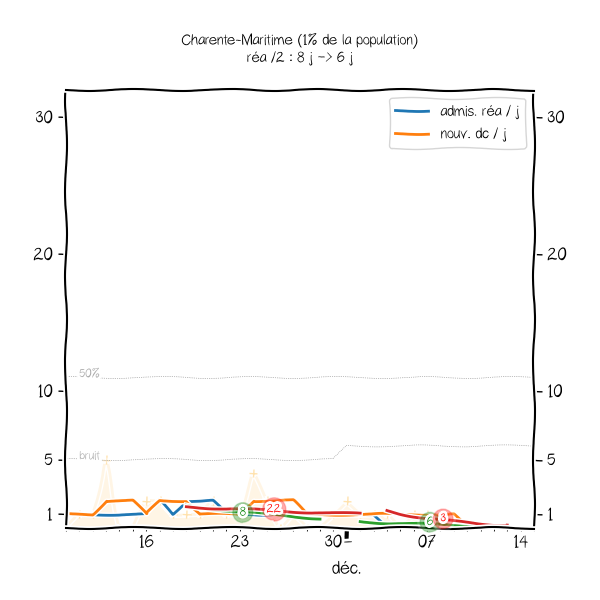 Charente-Maritime (1% de la population)
réa /2 : 8 j -> 6 j
admis. réa / j
nouv. dc / j
30 30
20 20
50%
10 10
bruit
5 5
8 22 6 3
1 1
16 23 30 07 14
déc.